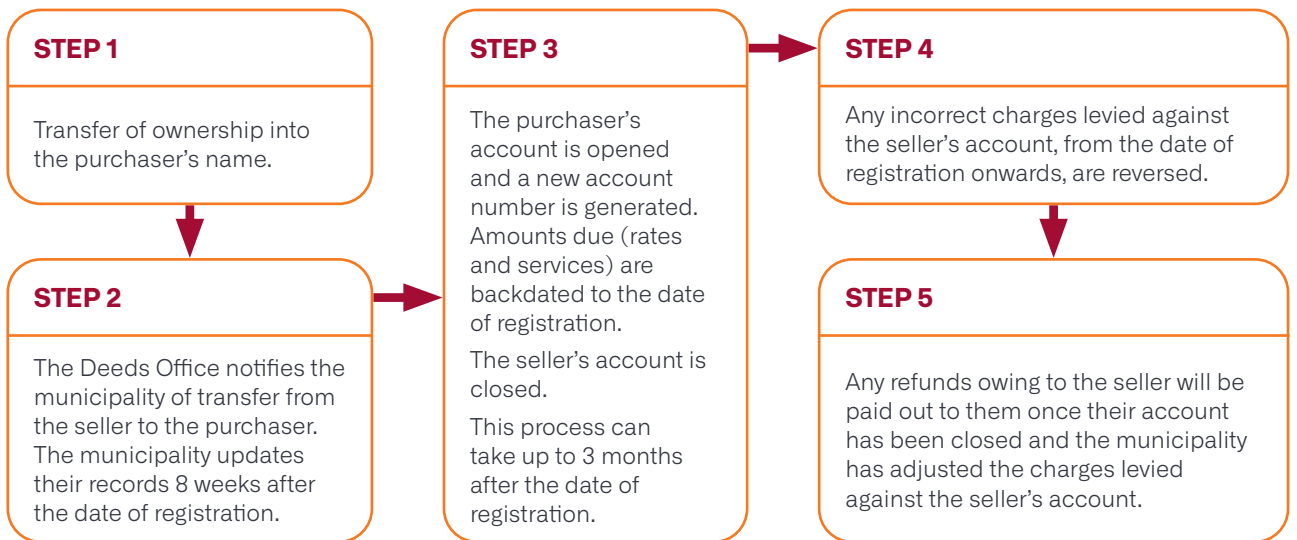 STEP 1
Transfer of ownership into
the purchaser's name.
STEP 2
The Deeds Office notifies the
municipality of transfer from
the seller to the purchaser.
The municipality updates
their records 8 weeks after
the date of registration.
STEP 3
The purchaser's
account is opened
and a new account
number is generated.
Amounts due (rates
and services) are
backdated to the date
of registration.
The seller's account is
closed.
This process can
take up to 3 months
after the date of
registration.
STEP 4
Any incorrect charges levied against
the seller's account, from the date of
registration onwards, are reversed.
STEP 5
Any refunds owing to the seller will be
paid out to them once their account
has been closed and the municipality
has adjusted the charges levied
against the seller's account.